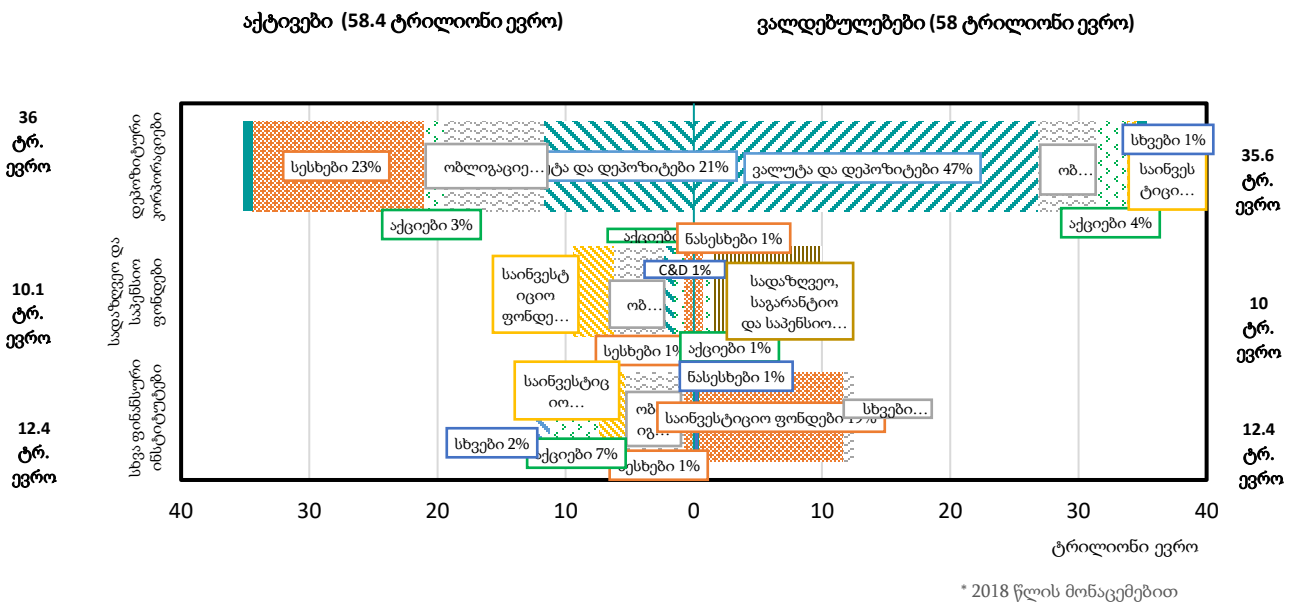 აქტივები (58.4 ტრილიონი ევრო)
ვალდებულებები (58 ტრილიონი ევრო)
36
ტრ.
ევრო
დეპოზიტური
კორპორაციები
სესხები 23%
ობლიგაციე...
უტა და დეპოზიტები 21%
ვალუტა და დეპოზიტები 47%
ობ...
სხვები 1%
საინვეს
ტიცი...
35.6
ტრ.
ევრო
აქციები 3%
აქციები
ნასესხები 1%
აქციები 4%
10.1
ტრ.
ევრო
სადაზღვეო და
საპენსიო
ფონდები
საინვესტ
იციო
ფონდე...
ობ...
C&D 1%
სადაზღვეო,
საგარანტიო
და საპენსიო...
10
ტრ.
ევრო
სესხები 1%
აქციები 1%
12.4
ტრ.
ევრო
სხვა ფინანსური
ინსტიტუტები
საინვესტიც
იო...
ნასესხები 1%
ობ
იგ...
საინვესტიციო ფონდები 19%
სხვები...
სხვები 2%
აქციები 7%
სესხები 1%
12.4
ტრ.
ევრო
40 30 20 10 0 10 20 30 40
ტრილიონი ევრო
* 2018 წლის მონაცემებით